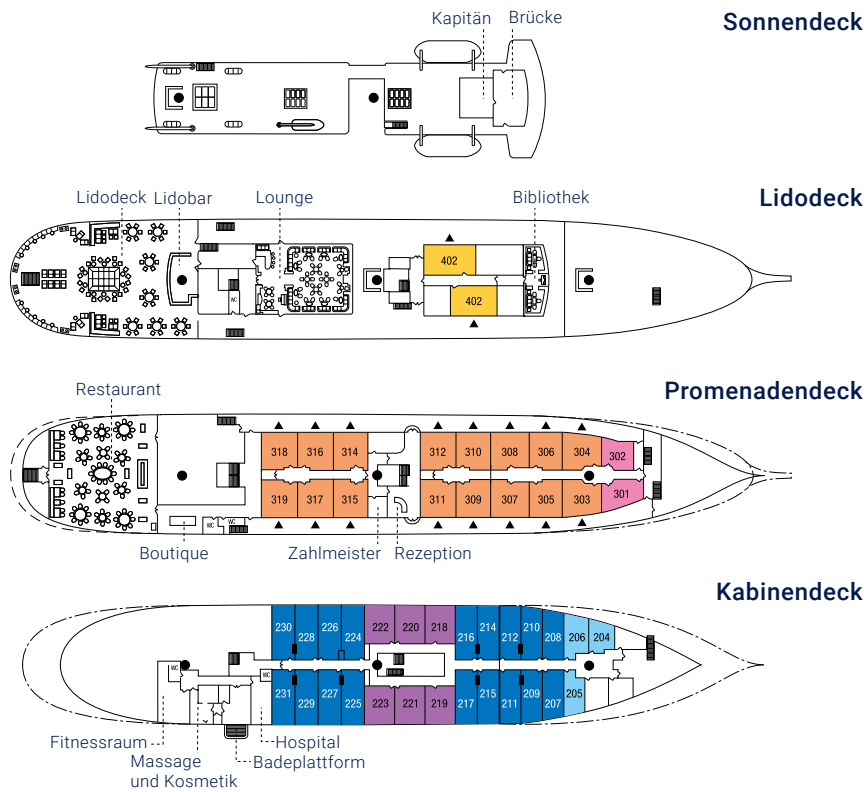 Kapitän Brücke Sonnendeck
Lidodeck Lidobar Lounge Bibliothek Lidodeck
402
WC
402
Restaurant Promenadendeck
318 316 314 312 310 308 306 304 302
319 317 315 311 309 307 305 303 301
WC WC
Boutique Zahlmeister Rezeption
Kabinendeck
230 228 226 224 222 220 218 216 214 212 210 208 206 204
WC
WC
231 229 227 225 223 221 219 217 215 211 209 207 205
Fitnessraum Hospital
Massage Badeplattform
und Kosmetik